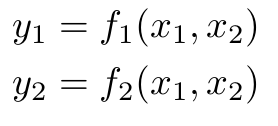 y₁ = f₁(x₁, x₂)
y₂ = f₂(x₁, x₂)